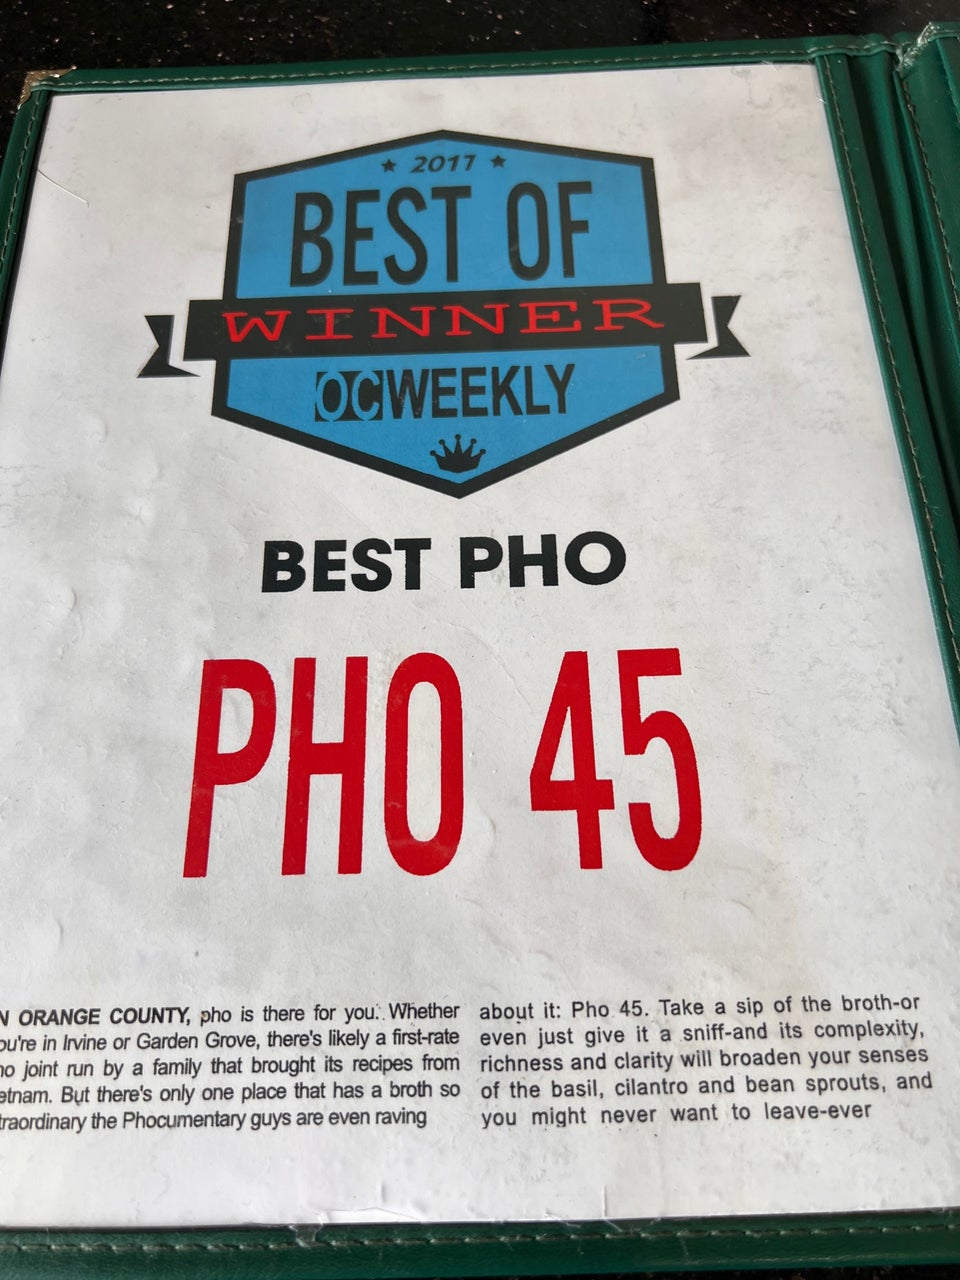 2017
BEST OF
WINNER
OCWEEKLY
BEST PHO
PHO 45
N ORANGE COUNTY, pho is there for you. Whether
ou're in Irvine or Garden Grove, there's likely a first-rate
ho joint run by a family that brought its recipes from
etnam. But there's only one place that has a broth so
traordinary the Phocumentary guys are even raving
about it: Pho 45. Take a sip of the broth-or
even just give it a sniff-and its complexity,
richness and clarity will broaden your senses
of the basil, cilantro and bean sprouts, and
you might never want to leave-ever